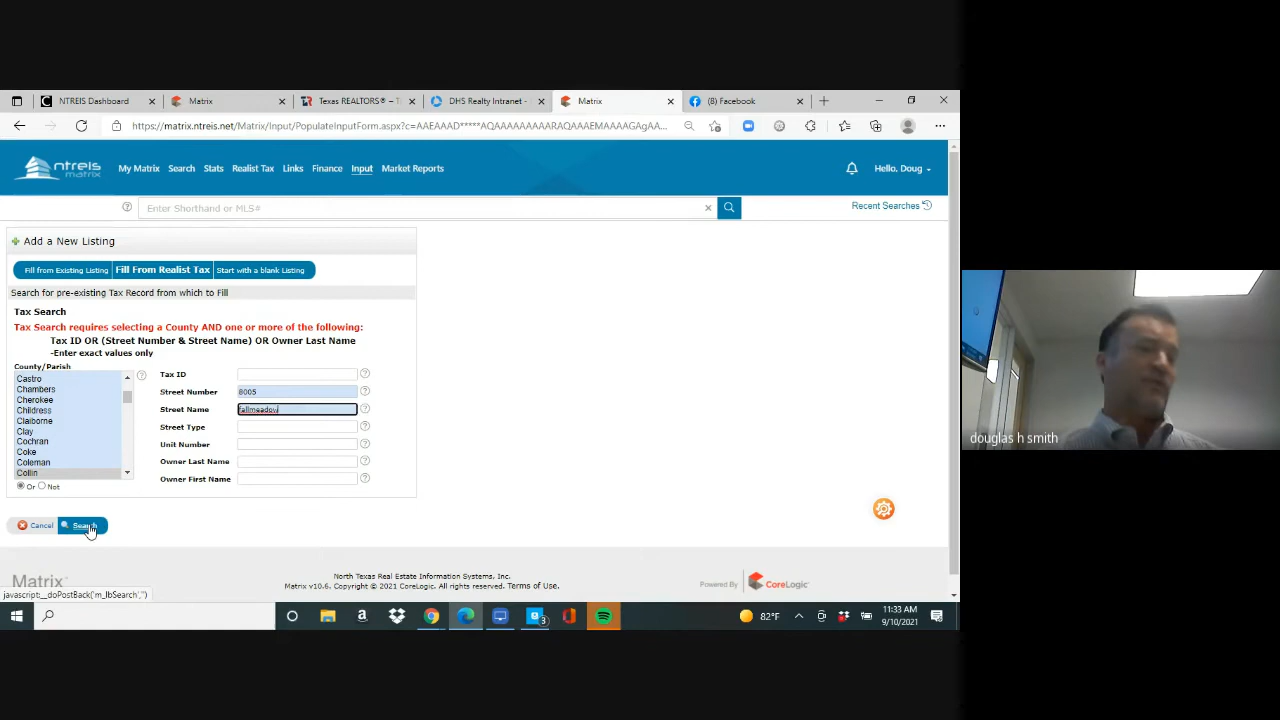 NTREIS Dashboard
Matrix
Texas REALTORS® – T
DHS Realty Intranet -
Matrix
(8) Facebook
https://matrix.ntreis.net/Matrix/Input/PopulateInputForm.aspx?c=AAEAAAD*****AQAAAAAAAAARAQAAAEMAAAAGAgAA...
ntreis
matrix
My Matrix
Search
Stats
Realist Tax
Links
Finance
Input
Market Reports
Hello, Doug
Enter Shorthand or MLS#
Recent Searches
Add a New Listing
Fill from Existing Listing
Fill From Realist Tax
Start with a blank Listing
Search for pre-existing Tax Record from which to Fill
Tax Search
Tax Search requires selecting a County AND one or more of the following:
Tax ID OR (Street Number & Street Name) OR Owner Last Name
-Enter exact values only
County/Parish
Castro
Chambers
Cherokee
Childress
Claiborne
Clay
Cochran
Coke
Coleman
Collin
Or Not
Tax ID
Street Number 8005
Street Name fallmeadow
Street Type
Unit Number
Owner Last Name
Owner First Name
Cancel
Search
douglas h smith
Matrix™
North Texas Real Estate Information Systems, Inc.
Matrix v10.6. Copyright © 2021 CoreLogic. All rights reserved. Terms of Use.
Powered By
CoreLogic
javascript:__doPostBack('m_lbSearch','')
3
82°F
11:33 AM
9/10/2021